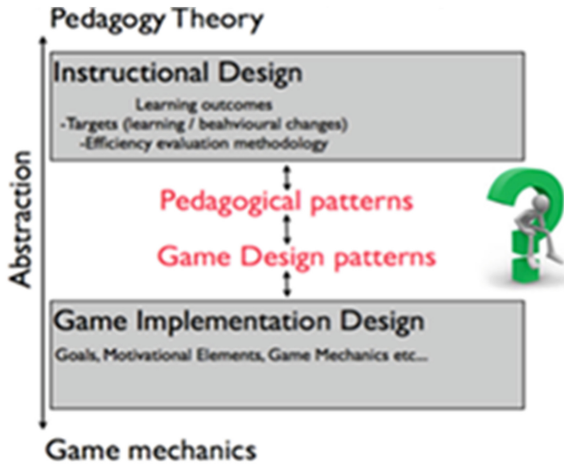 Pedagogy Theory
Instructional Design
Learning outcomes
-Targets (learning / beahvioural changes)
-Efficiency evaluation methodology
Abstraction
Pedagogical patterns
Game Design patterns
Game Implementation Design
Goals, Motivational Elements, Game Mechanics etc...
Game mechanics